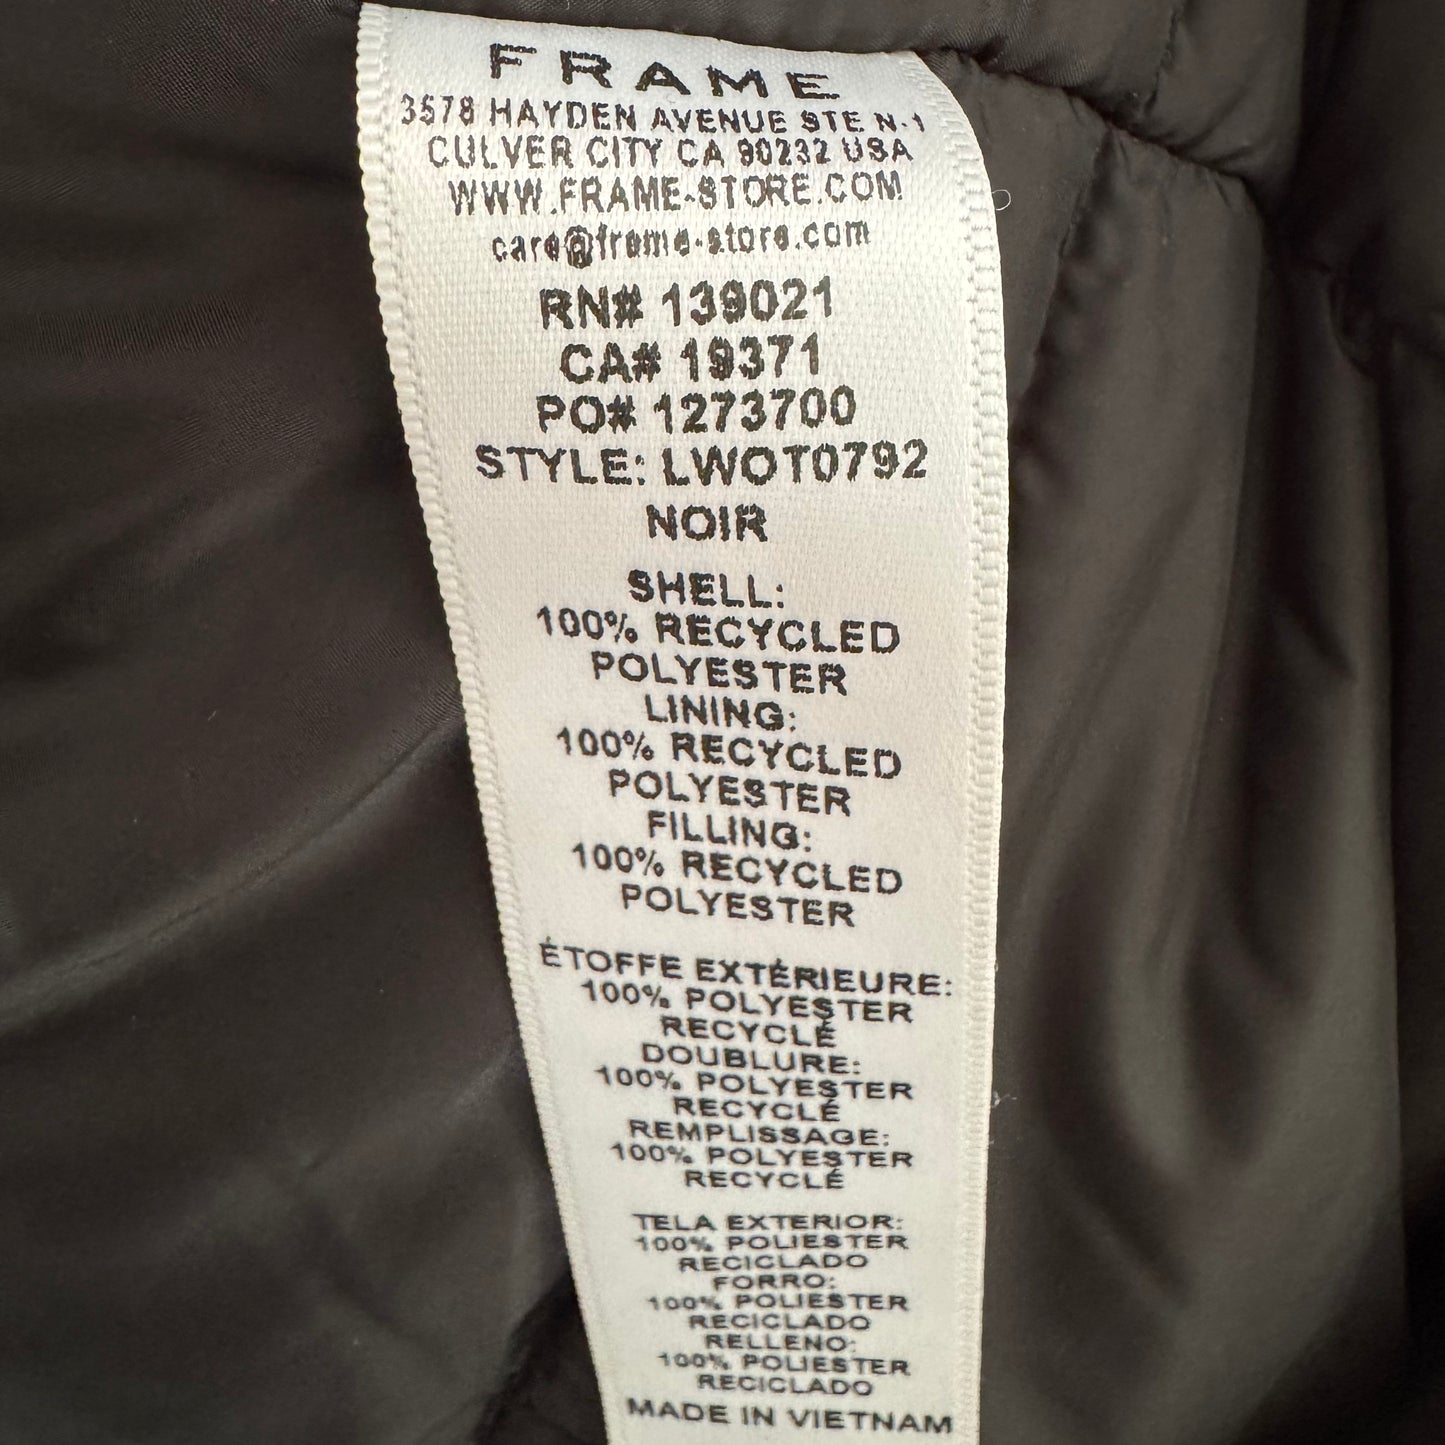 FRAME
3578 HAYDEN AVENUE STE N-1
CULVER CITY CA 90232 USA
WWW.FRAME-STORE.COM
care@frame-store.com
RN# 139021
CA# 19371
PO# 1273700
STYLE: LWOT0792
NOIR
SHELL:
100% RECYCLED
POLYESTER
LINING:
100% RECYCLED
POLYESTER
FILLING:
100% RECYCLED
POLYESTER
ÉTOFFE EXTÉRIEURE:
100% POLYESTER
RECYCLÉ
DOUBLURE:
100% POLYESTER
RECYCLÉ
REMPLISSAGE:
100% POLYESTER
RECYCLÉ
TELA EXTERIOR:
100% POLIESTER
RECICLADO
FORRO:
100% POLIESTER
RECICLADO
RELLENO:
100% POLIESTER
RECICLADO
MADE IN VIETNAM